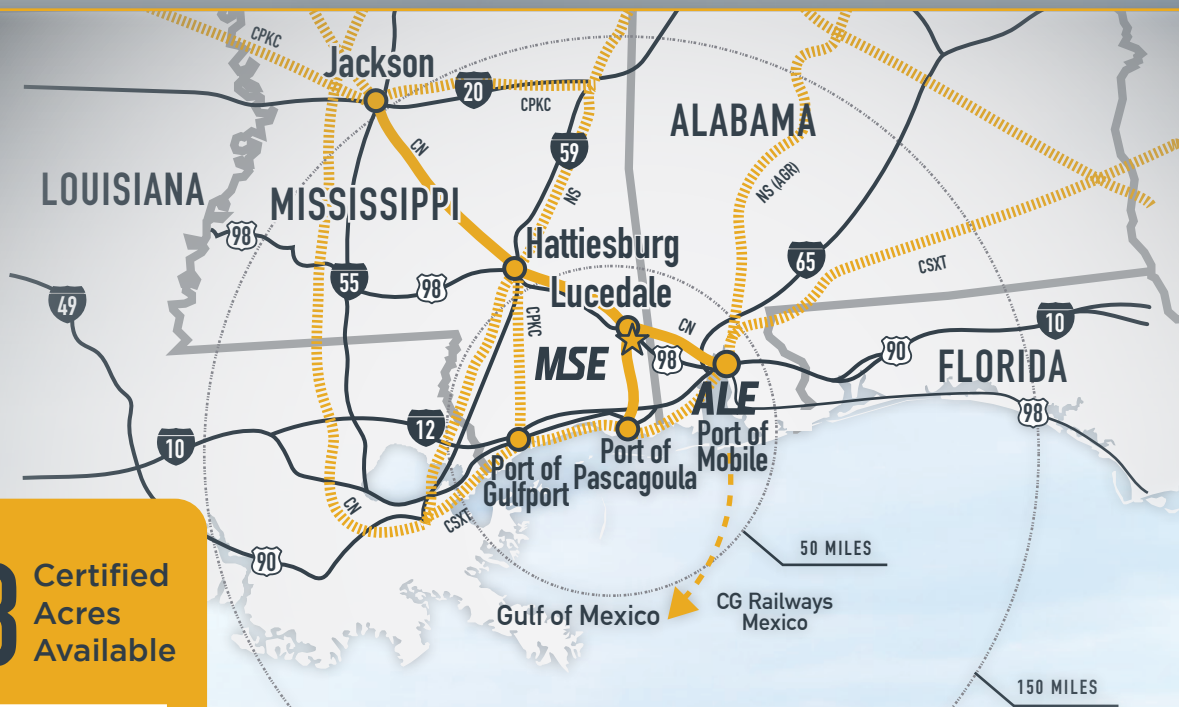 CPKC
Jackson
20
CPKC
ALABAMA
CN
59
LOUISIANA
MISSISSIPPI
NS
NS (AGR)
98
Hattiesburg
65
CSXT
55
98
Lucedale
49
CPKC
CN
10
MSE
98
90
FLORIDA
ALE
98
12
10
Port of
Mobile
Port of
Pascagoula
Port of
Gulfport
CN
CSXT
90
50 MILES
Certified
Acres
Available
Gulf of Mexico
CG Railways
Mexico
150 MILES